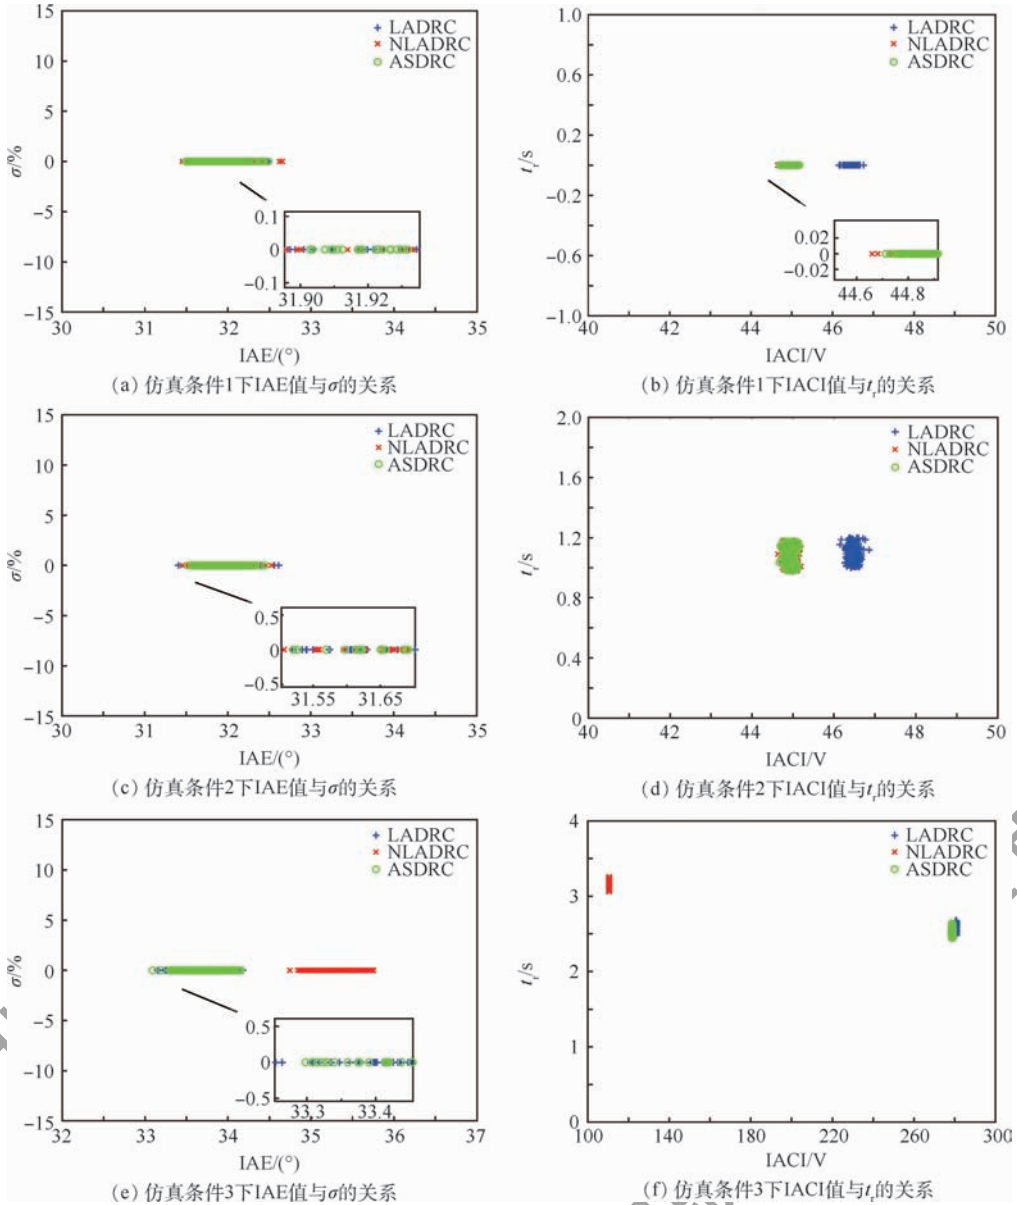 15
10
5
0
−5
−10
−15
σ/%
+ LADRC
× NLADRC
○ ASDRC
0.1
0
−0.1
31.90 31.92
30 31 32 33 34 35
IAE/(°)
(a) 仿真条件1下IAE值与σ的关系
1.0
0.6
0.2
−0.2
−0.6
−1.0
tr/s
+ LADRC
× NLADRC
○ ASDRC
0.02
0
−0.02
44.6 44.8
40 42 44 46 48 50
IACI/V
(b) 仿真条件1下IACI值与tr的关系
15
10
5
0
−5
−10
−15
σ/%
+ LADRC
× NLADRC
○ ASDRC
0.5
0
−0.5
31.55 31.65
30 31 32 33 34 35
IAE/(°)
(c) 仿真条件2下IAE值与σ的关系
2.0
1.6
1.2
0.8
0.4
0
tr/s
+ LADRC
× NLADRC
○ ASDRC
40 42 44 46 48 50
IACI/V
(d) 仿真条件2下IACI值与tr的关系
15
10
5
0
−5
−10
−15
σ/%
+ LADRC
× NLADRC
○ ASDRC
0.5
0
−0.5
33.3 33.4
32 33 34 35 36 37
IAE/(°)
(e) 仿真条件3下IAE值与σ的关系
4
3
2
1
0
tr/s
+ LADRC
× NLADRC
○ ASDRC
100 140 180 220 260 300
IACI/V
(f) 仿真条件3下IACI值与tr的关系